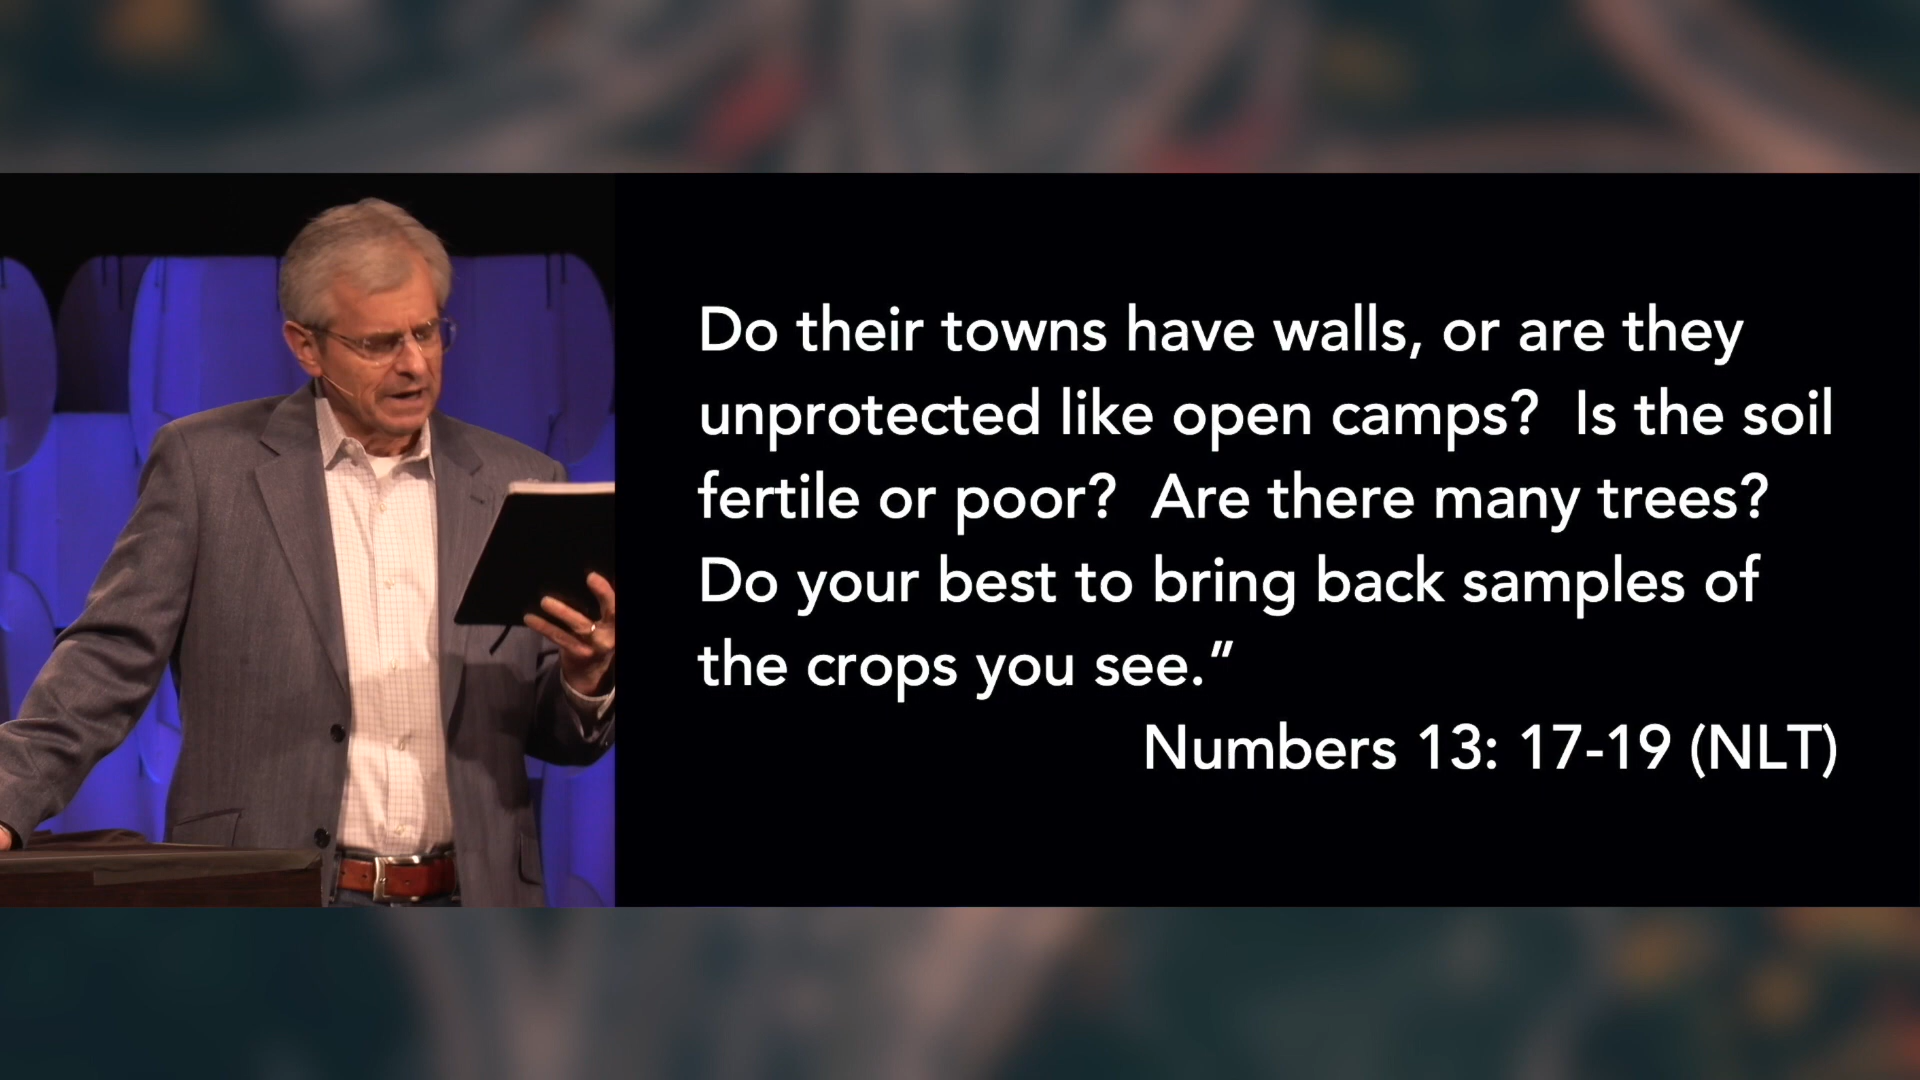 Do their towns have walls, or are they
unprotected like open camps?  Is the soil
fertile or poor?  Are there many trees?
Do your best to bring back samples of
the crops you see.”
Numbers 13: 17-19 (NLT)